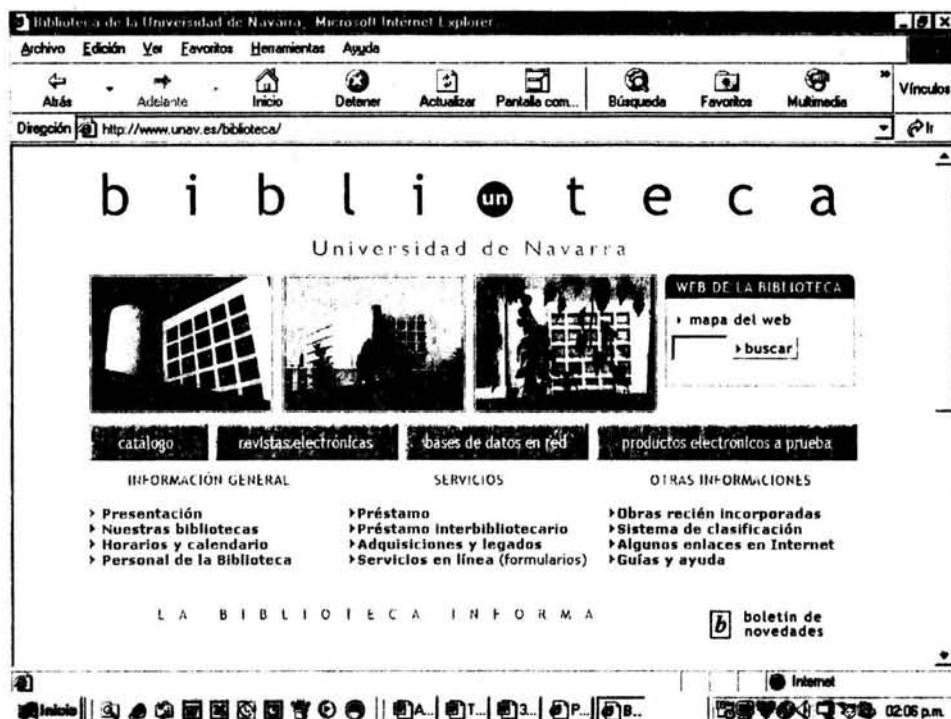 Biblioteca de la Universidad de Navarra, Microsoft Internet Explorer
Archivo Edición Ver Favoritos Herramientas Ayuda
Atrás Adelante Inicio Detener Actualizar Pantalla com... Búsqueda Favoritos Multimedia » Vínculos
Dirección http://www.unav.es/biblioteca/ Ir
biblioteca
un
Universidad de Navarra
WEB DE LA BIBLIOTECA
mapa del web
buscar
catálogo revistas electrónicas bases de datos en red productos electronicos a prueba
INFORMACIÓN GENERAL SERVICIOS OTRAS INFORMACIONES
Presentación Préstamo Obras recién incorporadas
Nuestras bibliotecas Préstamo interbibliotecario Sistema de clasificación
Horarios y calendario Adquisiciones y legados Algunos enlaces en Internet
Personal de la Biblioteca Servicios en línea (formularios) Guías y ayuda
LA BIBLIOTECA INFORMA
b boletín de novedades
Internet
Inicio A... T... 3... P... B.. 02:06 p.m.